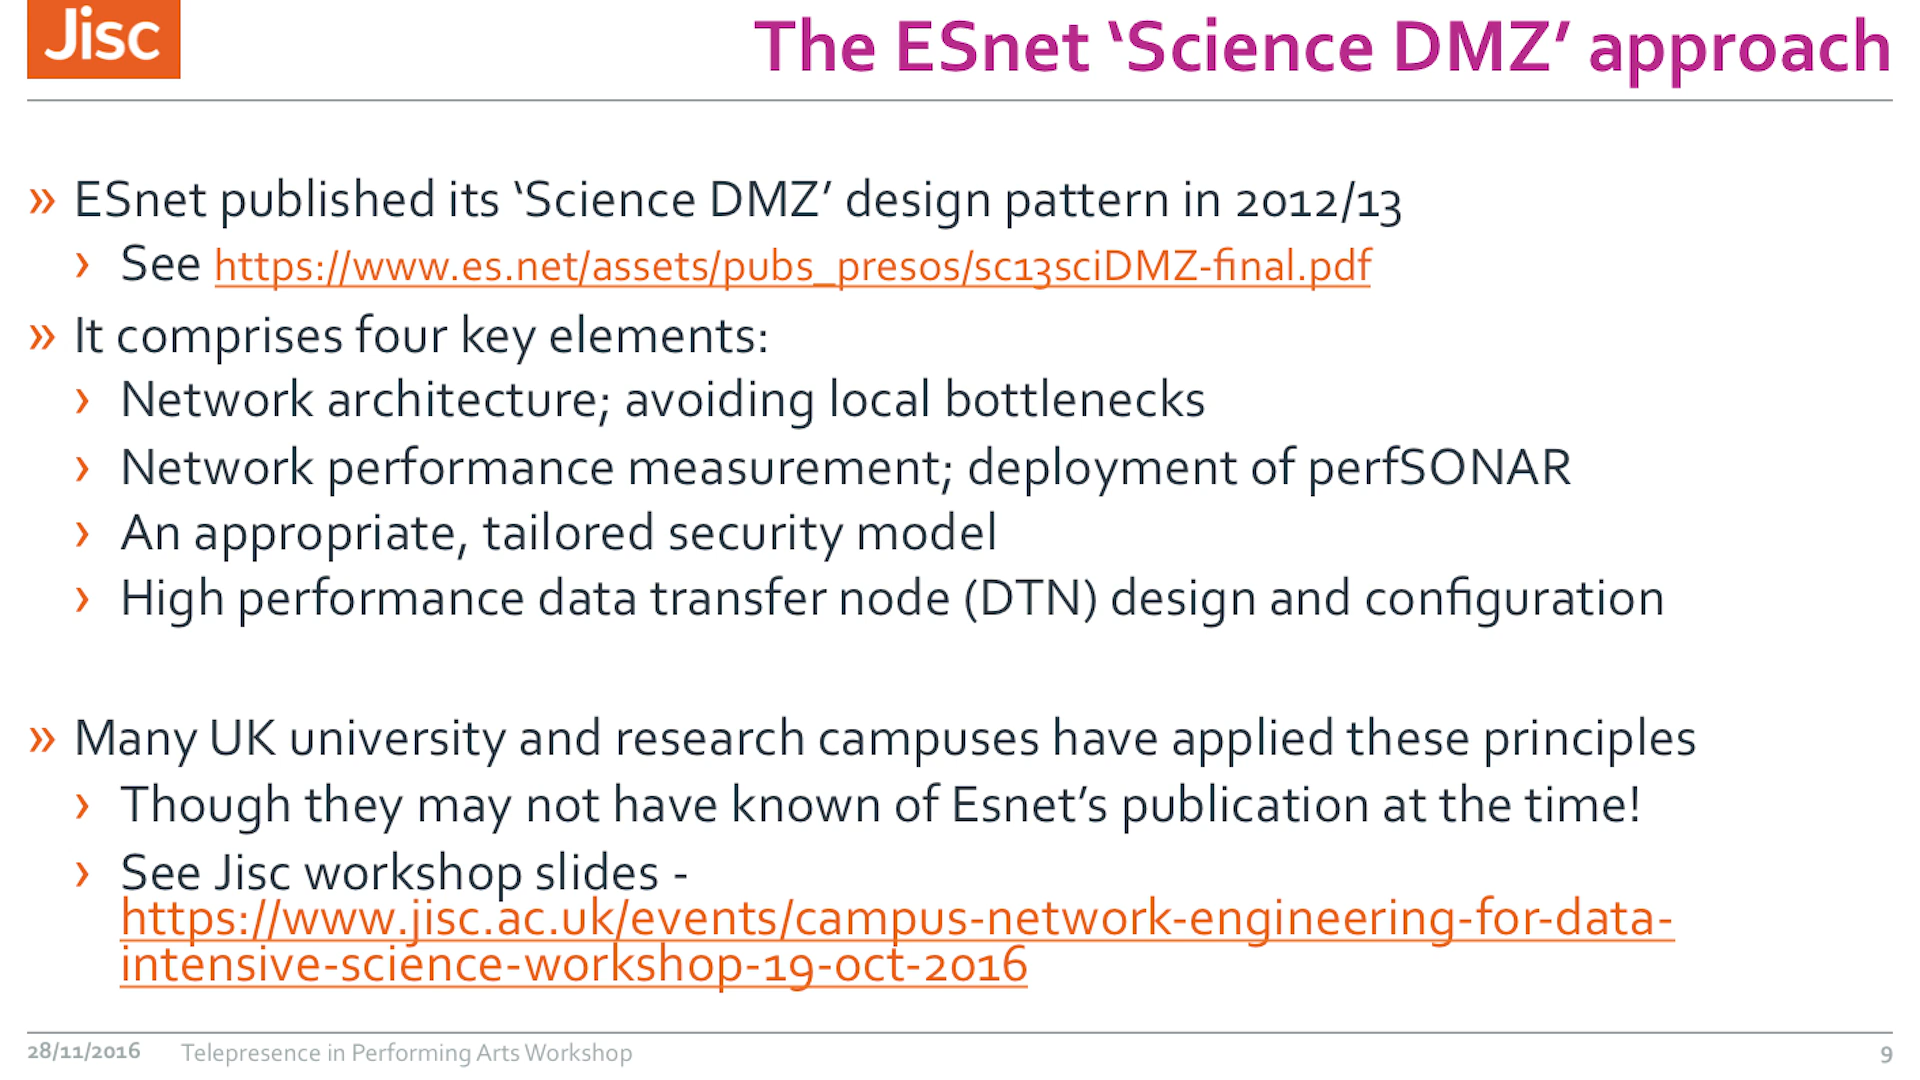 Jisc
The ESnet ‘Science DMZ’ approach
» ESnet published its ‘Science DMZ’ design pattern in 2012/13
› See https://www.es.net/assets/pubs_presos/sc13sciDMZ-final.pdf
» It comprises four key elements:
› Network architecture; avoiding local bottlenecks
› Network performance measurement; deployment of perfSONAR
› An appropriate, tailored security model
› High performance data transfer node (DTN) design and configuration
» Many UK university and research campuses have applied these principles
› Though they may not have known of Esnet’s publication at the time!
› See Jisc workshop slides -
https://www.jisc.ac.uk/events/campus-network-engineering-for-data-
intensive-science-workshop-19-oct-2016
28/11/2016 Telepresence in Performing Arts Workshop 9